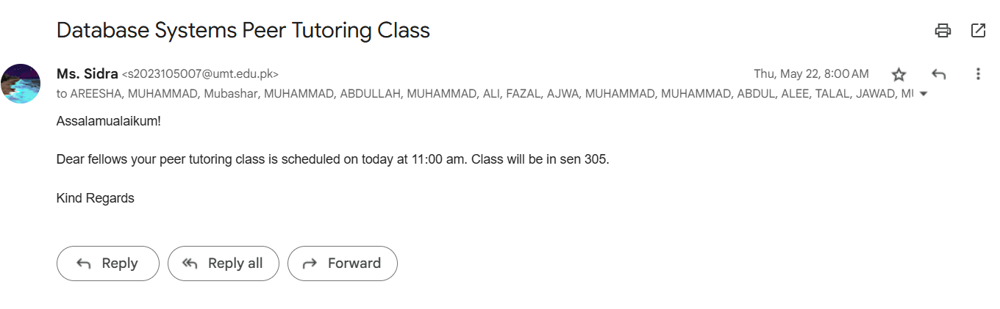 Database Systems Peer Tutoring Class
Ms. Sidra <s2023105007@umt.edu.pk>
Thu, May 22, 8:00 AM
to AREESHA, MUHAMMAD, Mubashar, MUHAMMAD, ABDULLAH, MUHAMMAD, ALI, FAZAL, AJWA, MUHAMMAD, MUHAMMAD, ABDUL, ALEE, TALAL, JAWAD,
Assalamualaikum!
Dear fellows your peer tutoring class is scheduled on today at 11:00 am. Class will be in sen 305.
Kind Regards
Reply
Reply all
Forward